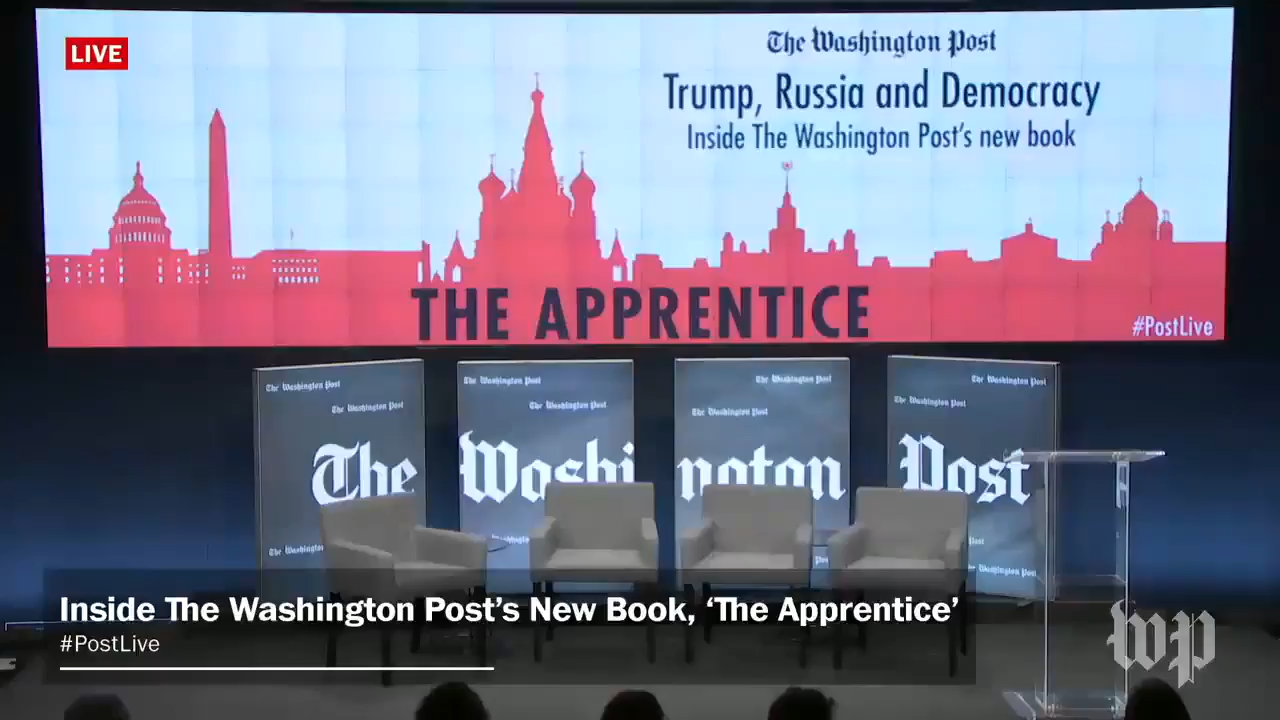 LIVE
The Washington Post
Trump, Russia and Democracy
Inside The Washington Post's new book
THE APPRENTICE
#PostLive
The Washington Post
The Washington Post
The Washington Post
The Washington Post
The Washington Post
The Washington Post
The Washington Post
The Washington Post
The Washington Post
Inside The Washington Post's New Book, ‘The Apprentice’
#PostLive
wp